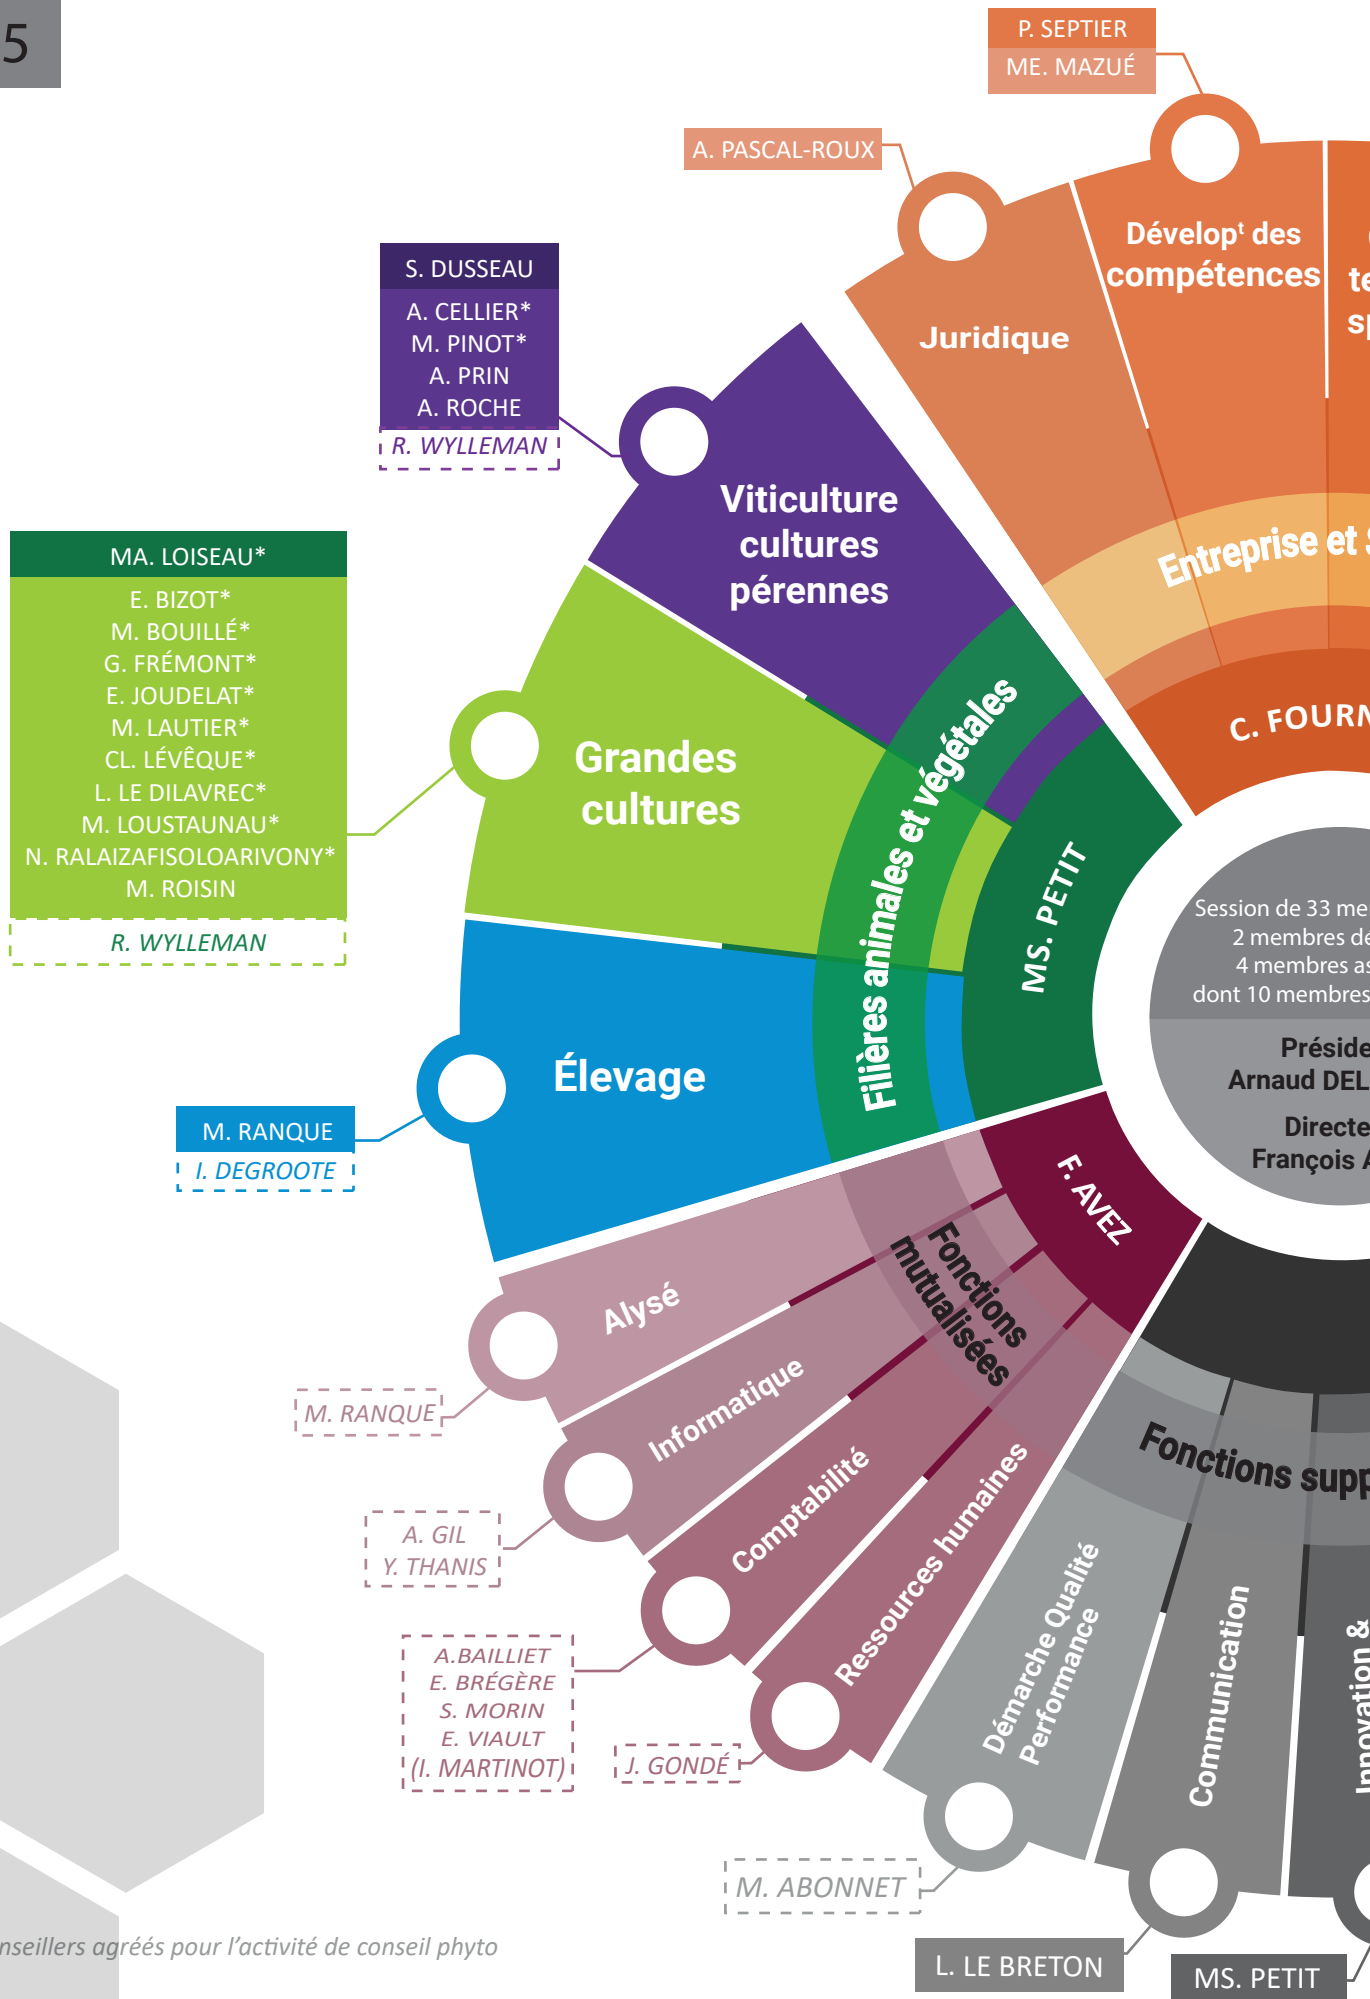 5
P. SEPTIER
ME. MAZUÉ
A. PASCAL-ROUX
Dévelopᵗ des
compétences
te
sp
Juridique
Entreprise et
C. FOURN
S. DUSSEAU
A. CELLIER*
M. PINOT*
A. PRIN
A. ROCHE
R. WYLLEMAN
Viticulture
cultures
pérennes
MA. LOISEAU*
E. BIZOT*
M. BOUILLÉ*
G. FRÉMONT*
E. JOUDELAT*
M. LAUTIER*
CL. LÉVÊQUE*
L. LE DILAVREC*
M. LOUSTAUNAU*
N. RALAIZAFISOLOARIVONY*
M. ROISIN
R. WYLLEMAN
Grandes
cultures
Filières animales et végétales
MS. PETIT
Session de 33 me
2 membres dé
4 membres as
dont 10 membres
Préside
Arnaud DEL
Directe
François A
Élevage
M. RANQUE
I. DEGROOTE
F. AVEZ
Fonctions
mutualisées
Alysé
M. RANQUE
Informatique
A. GIL
Y. THANIS
Comptabilité
A.BAILLIET
E. BRÉGÈRE
S. MORIN
E. VIAULT
(I. MARTINOT)
Ressources humaines
J. GONDÉ
Fonctions supp
Démarche Qualité
Performance
M. ABONNET
Communication
L. LE BRETON
Innovation &
MS. PETIT
nseillers agréés pour l’activité de conseil phyto